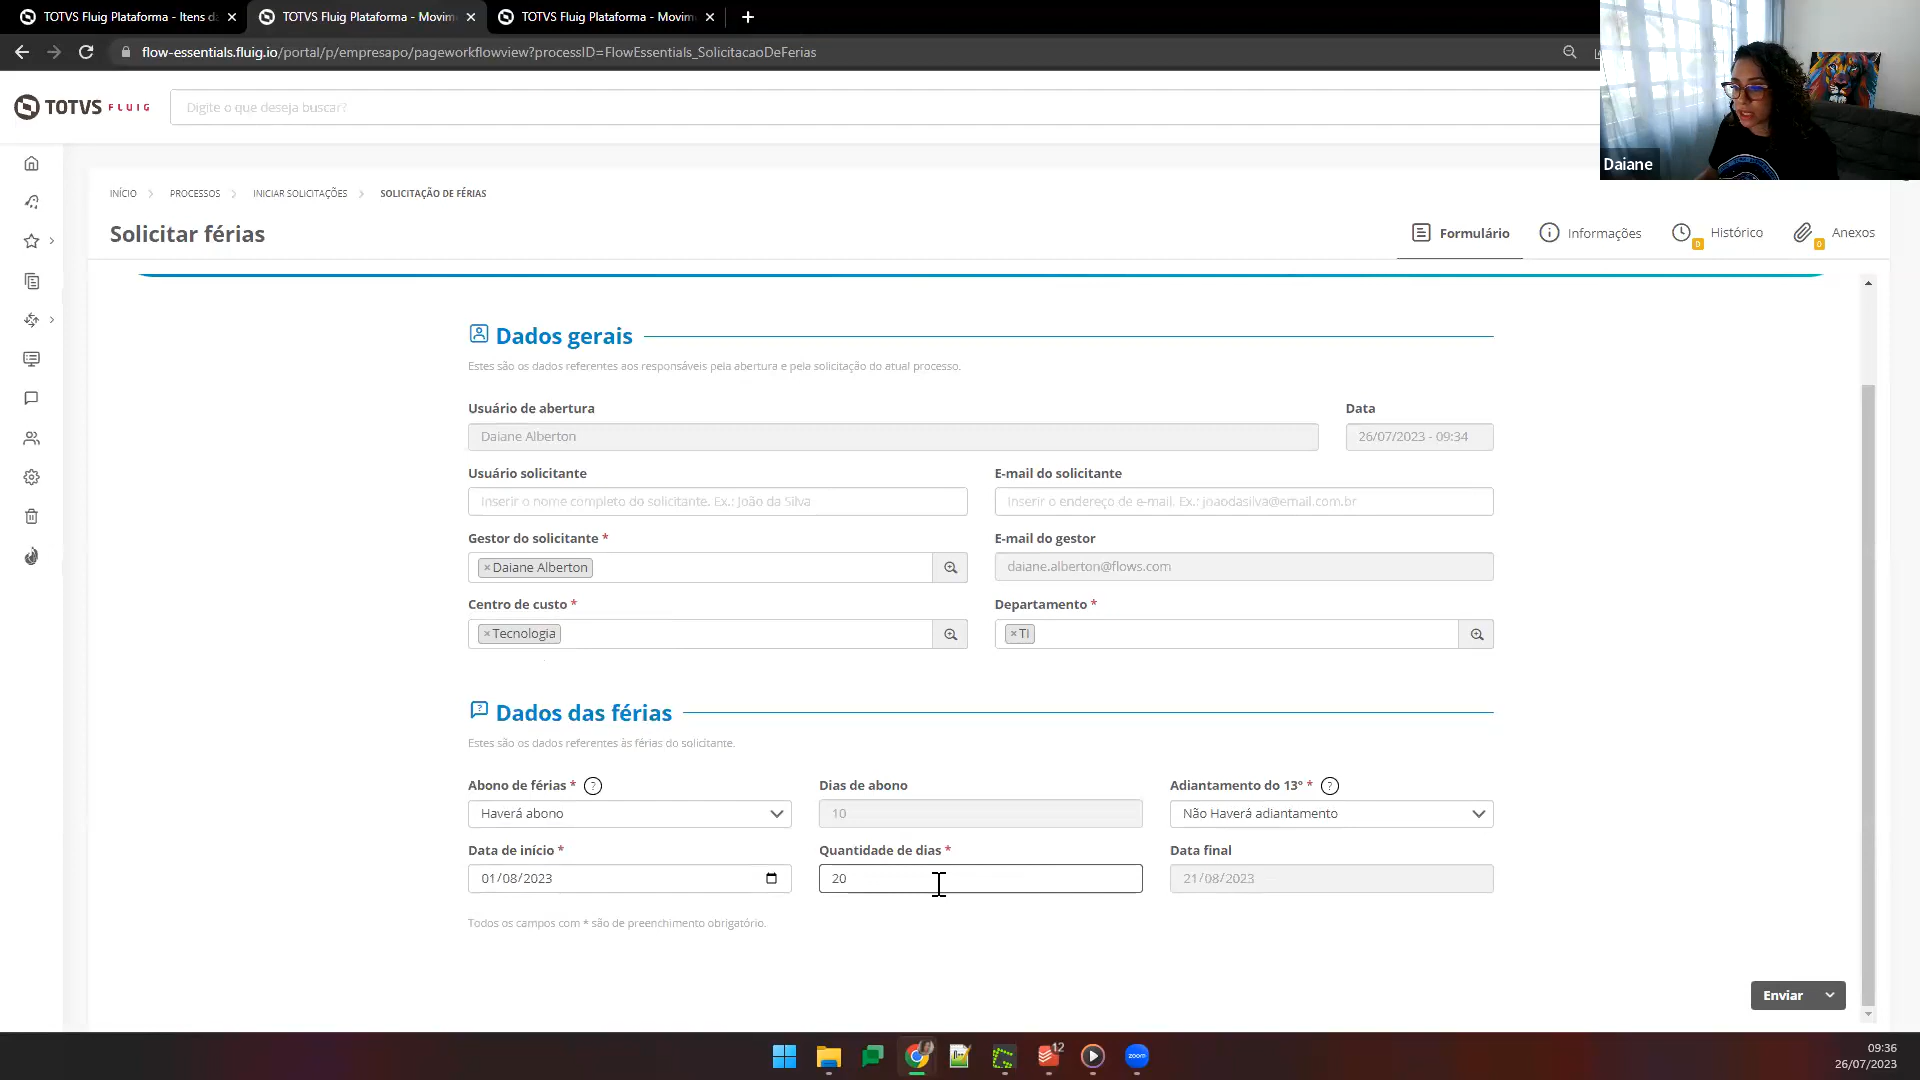 TOTVS Fluig Plataforma - Itens d
TOTVS Fluig Plataforma - Movim
TOTVS Fluig Plataforma - Movim
flow-essentials.fluig.io/portal/p/empresapo/pageworkflowview?processID=FlowEssentials_SolicitacaoDeFerias
TOTVS FLUIG
Digite o que deseja buscar?
Daiane
INÍCIO
PROCESSOS
INICIAR SOLICITAÇÕES
SOLICITAÇÃO DE FÉRIAS
Solicitar férias
Formulário
Informações
0
Histórico
0
Anexos
Dados gerais
Estes são os dados referentes aos responsáveis pela abertura e pela solicitação do atual processo.
Usuário de abertura
Data
Daiane Alberton
26/07/2023 - 09:34
Usuário solicitante
E-mail do solicitante
Inserir o nome completo do solicitante. Ex.: João da Silva
Inserir o endereço de e-mail. Ex.: joaodasilva@email.com.br
Gestor do solicitante *
E-mail do gestor
×Daiane Alberton
daiane.alberton@flows.com
Centro de custo *
Departamento *
×Tecnologia
×TI
Dados das férias
Estes são os dados referentes às férias do solicitante.
Abono de férias * ?
Dias de abono
Adiantamento do 13° * ?
Haverá abono
10
Não Haverá adiantamento
Data de início *
Quantidade de dias *
Data final
01/08/2023
20
21/08/2023
Todos os campos com * são de preenchimento obrigatório.
Enviar
12
zoom
09:36
26/07/2023